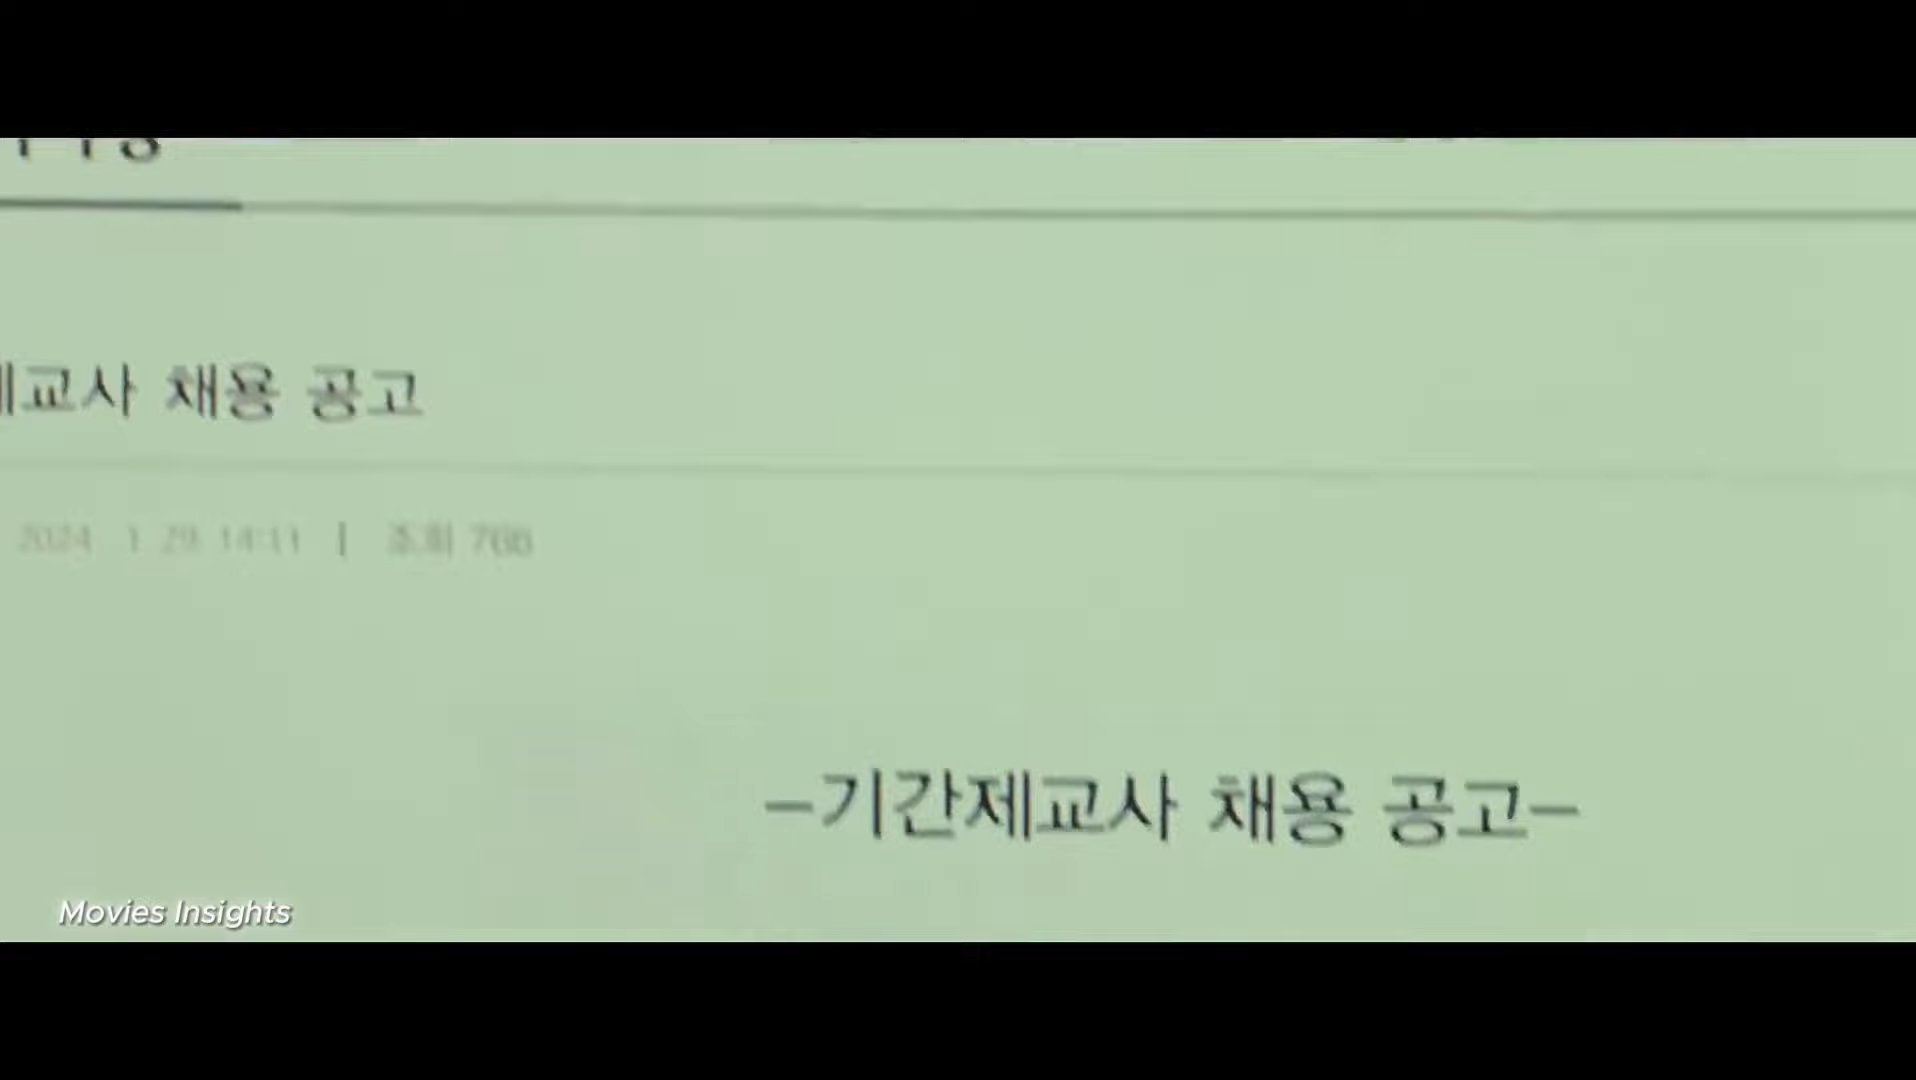 제교사 채용 공고
2024 1 29 14:11 | 조회 766
-기간제교사 채용 공고-
Movies Insights